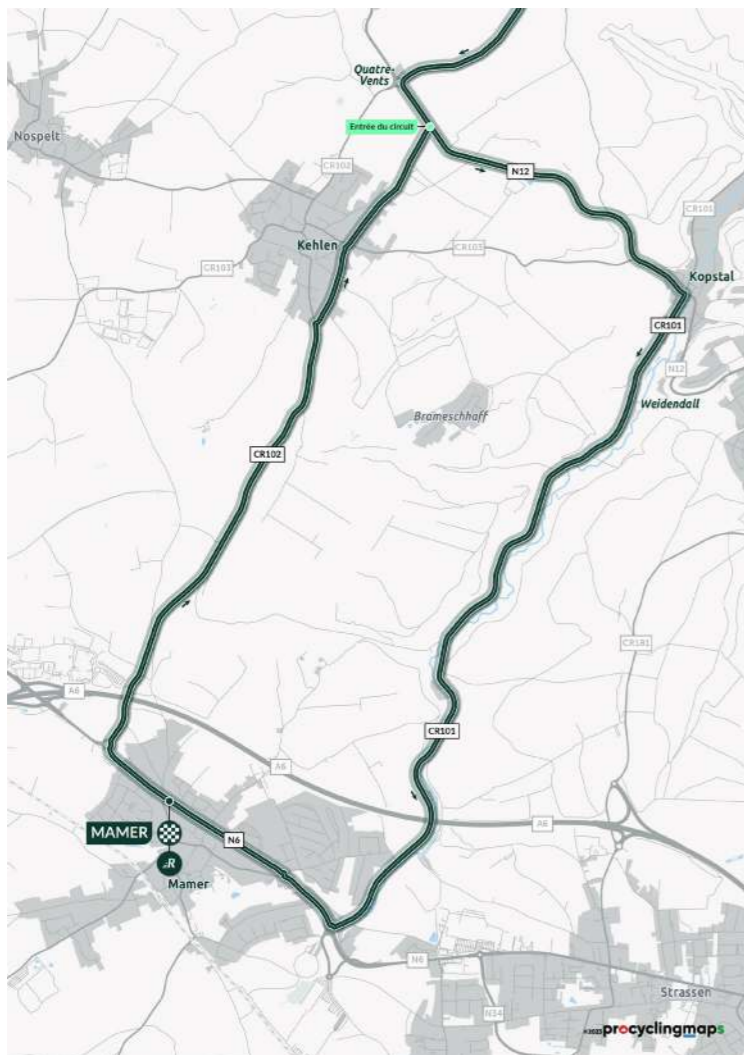 Quatre-
Vents
Nospelt
Entrée du circuit
CR102
N12
CR101
Kehlen
CR103
CR103
Kopstal
CR101
N12
Weidendall
Brameschhaff
CR102
CR181
A6
CR101
A6
A6
MAMER
N6
R
Mamer
N6
Strassen
N34
©2023 procyclingmaps